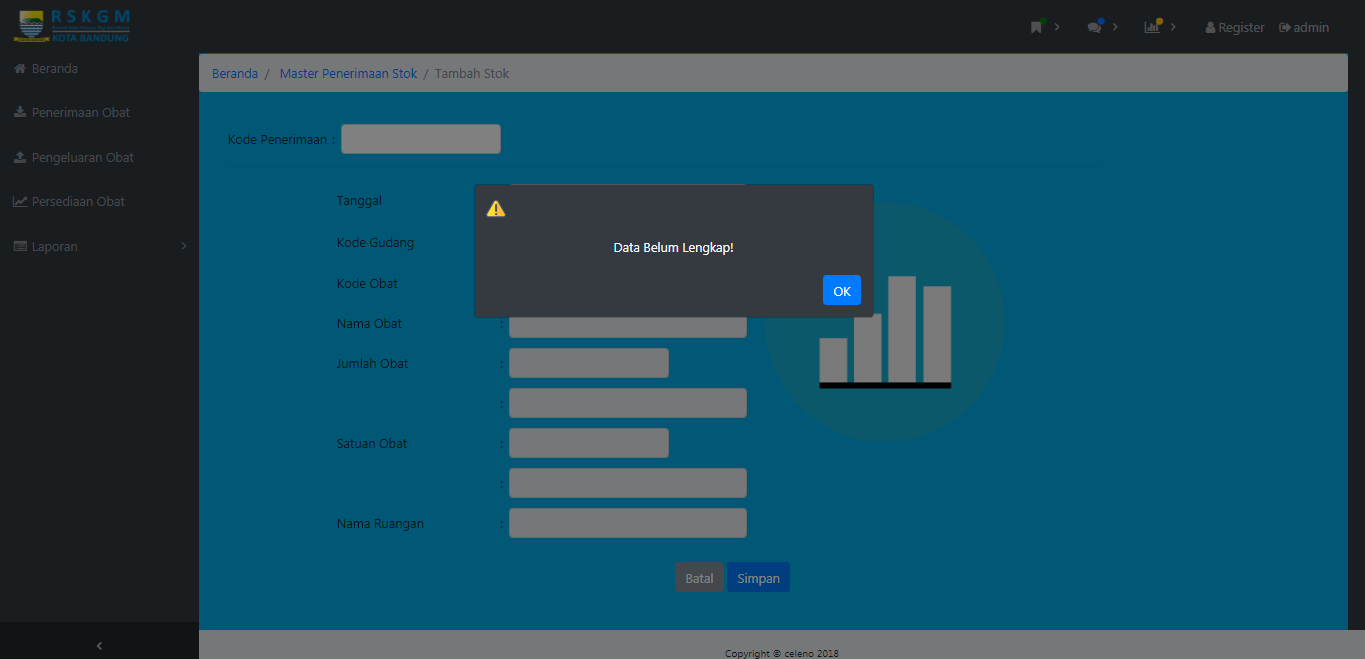 RSKGM
KOTA BANDUNG
Register
admin
Beranda
Penerimaan Obat
Pengeluaran Obat
Persediaan Obat
Laporan
Beranda / Master Penerimaan Stok / Tambah Stok
Kode Penerimaan :
Tanggal
Kode Gudang
Kode Obat
Nama Obat :
Jumlah Obat :
:
Satuan Obat :
:
Nama Ruangan :
Data Belum Lengkap!
OK
Batal
Simpan
Copyright © celeno 2018